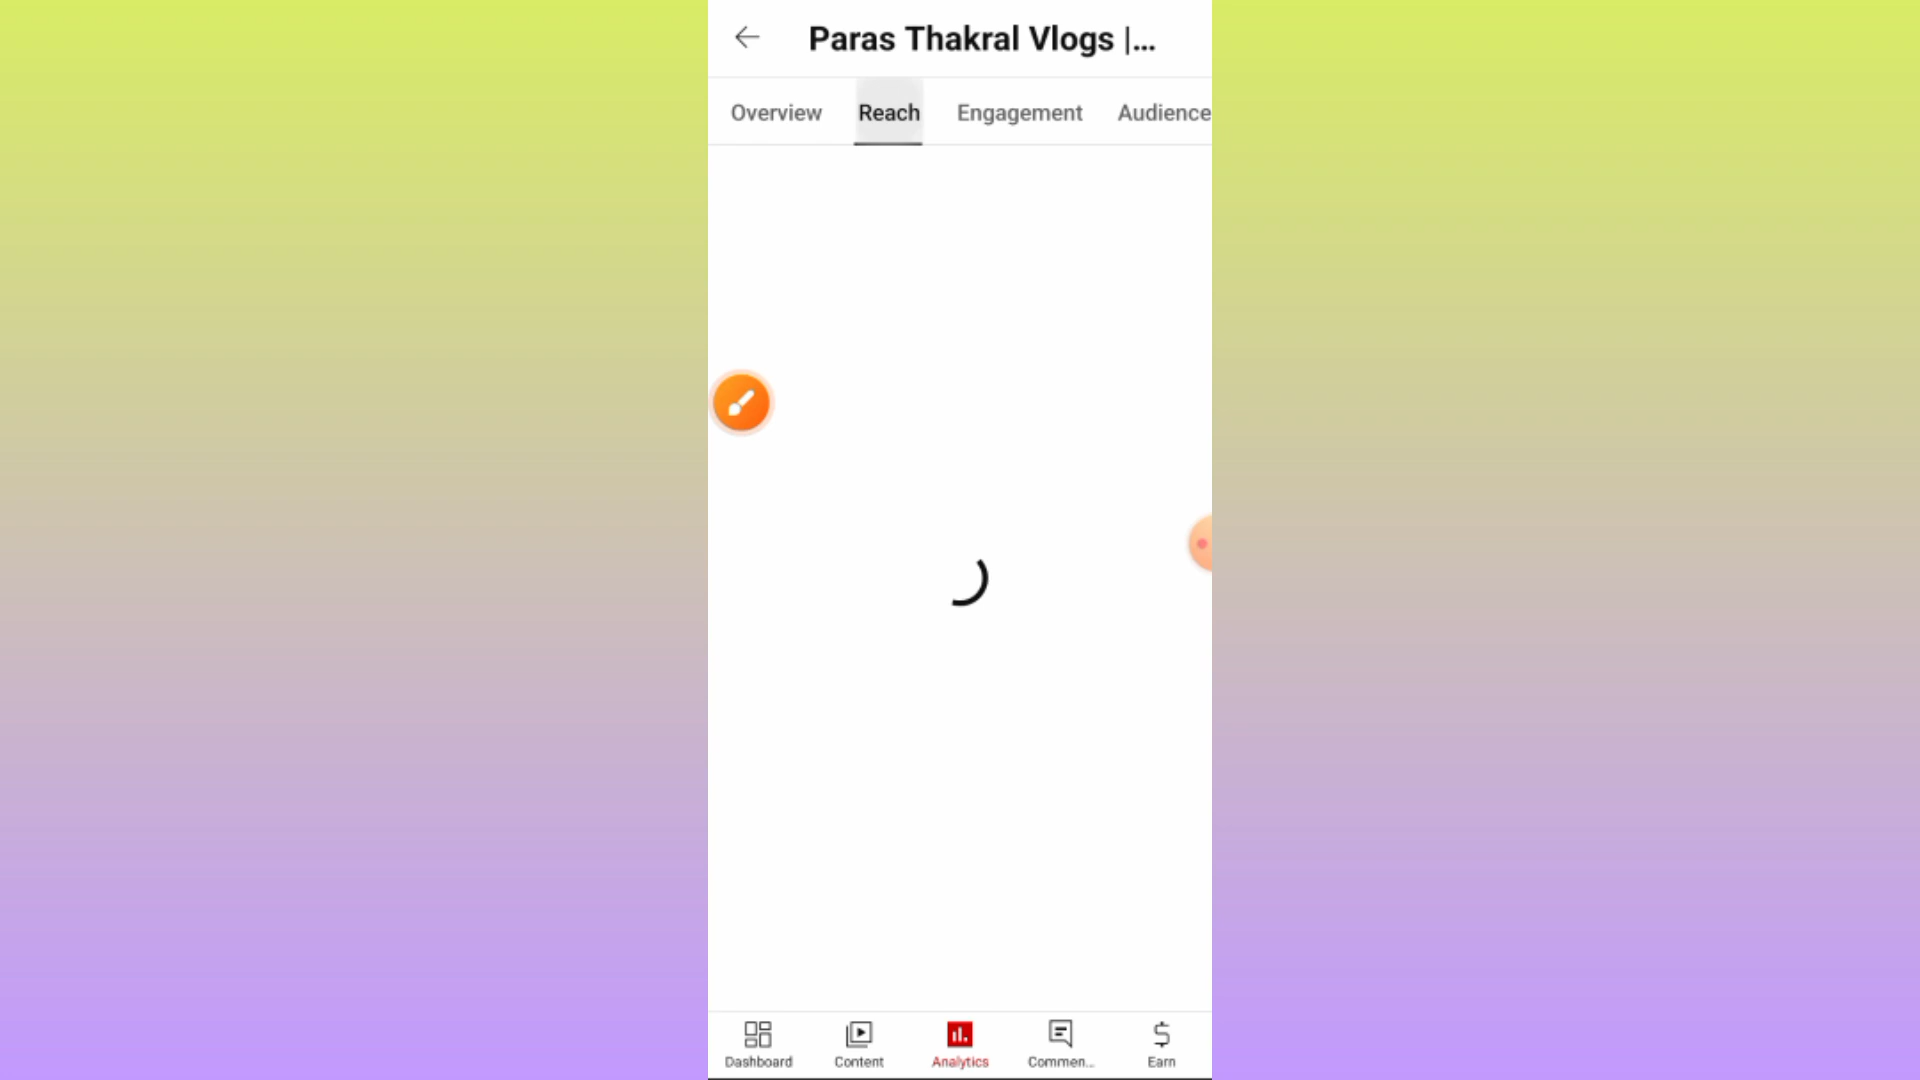 Paras Thakral Vlogs |...
Overview Reach Engagement Audience
Dashboard Content Analytics Commen... Earn